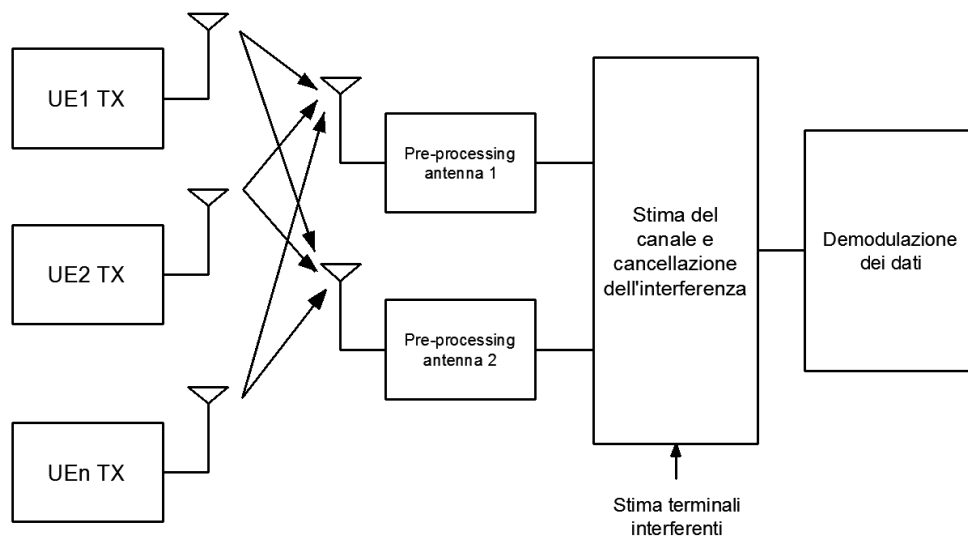 UE1 TX
UE2 TX
UEn TX
Pre-processing
antenna 1
Pre-processing
antenna 2
Stima del
canale e
cancellazione
dell'interferenza
Stima terminali
interferenti
Demodulazione
dei dati